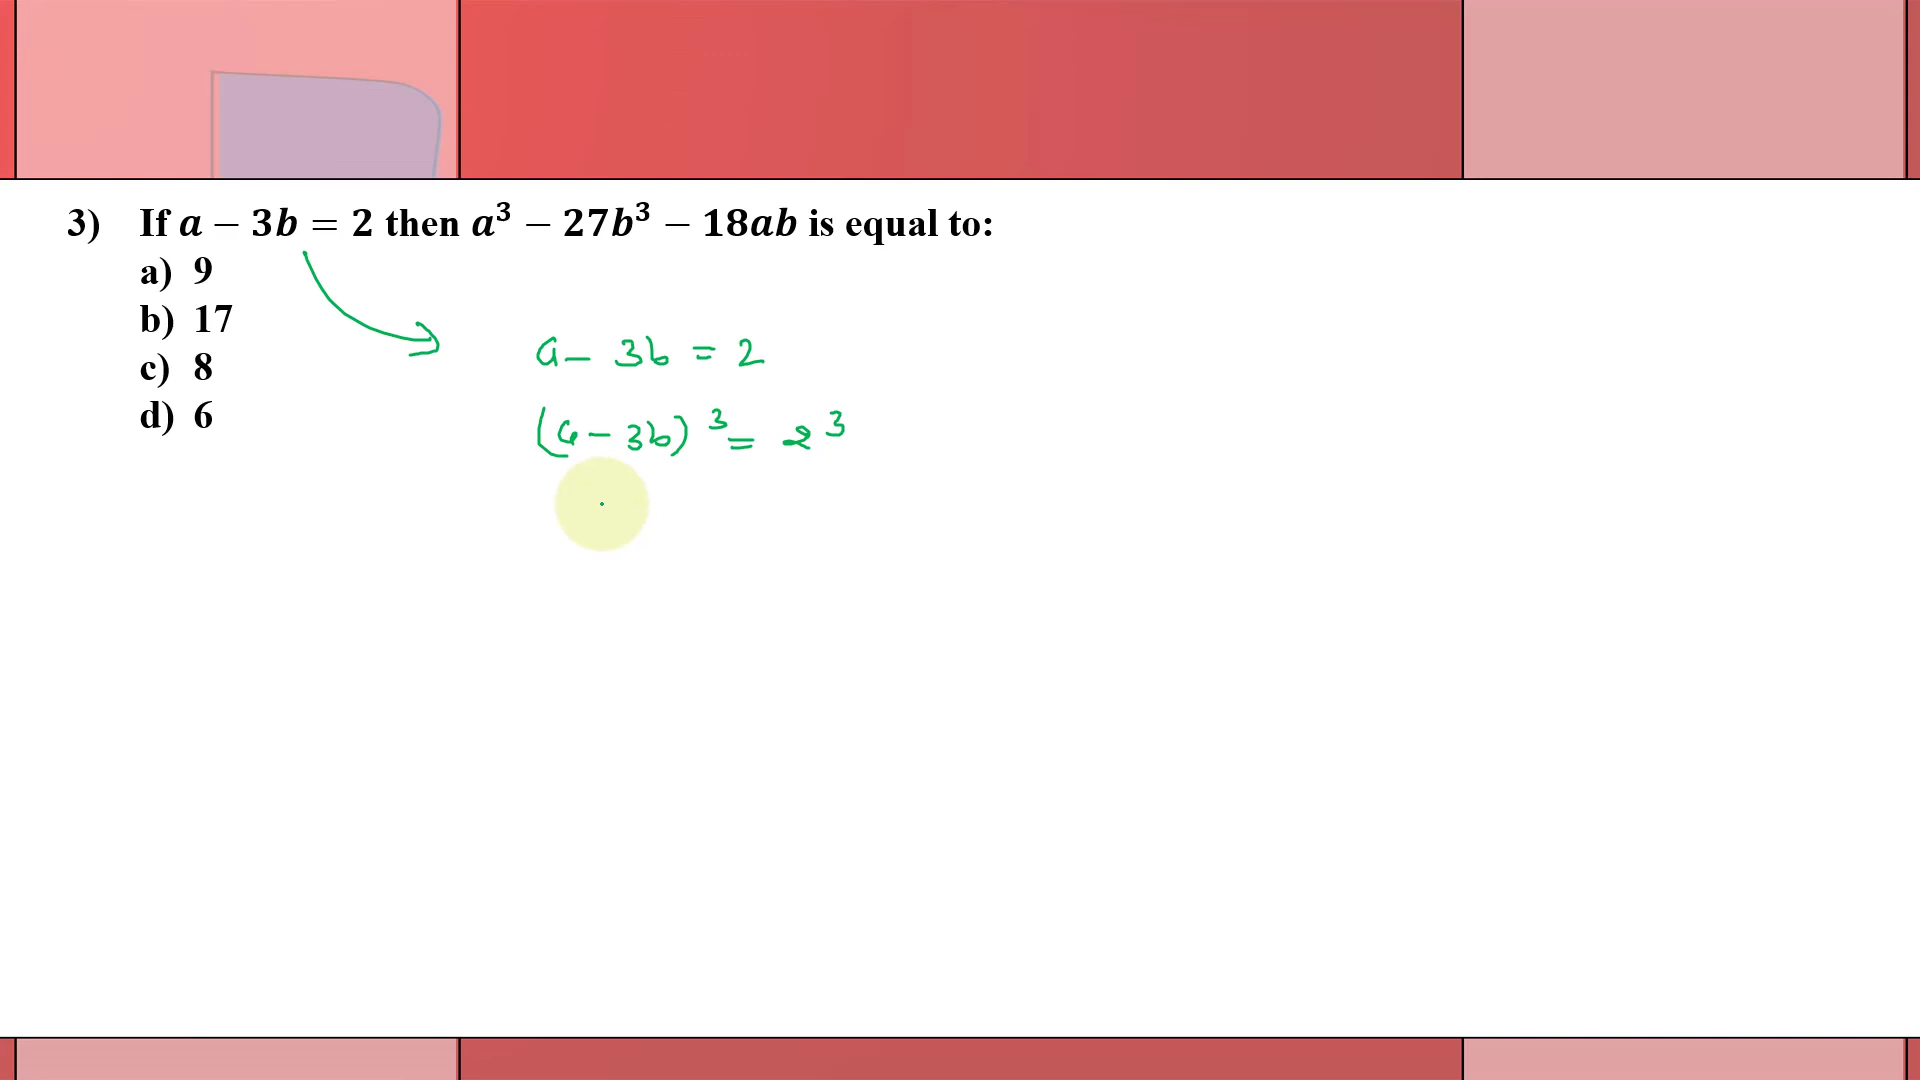 3) If a − 3b = 2 then a³ − 27b³ − 18ab is equal to:
a) 9
b) 17
c) 8
d) 6
a − 3b = 2
(a − 3b)³ = 2³